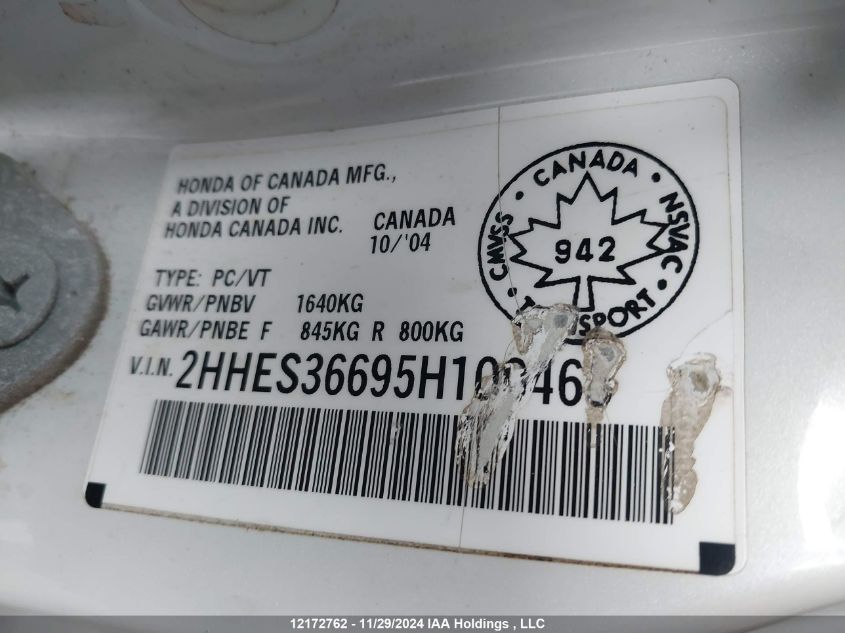 HONDA OF CANADA MFG.,
A DIVISION OF
HONDA CANADA INC.
CANADA
10/'04
TYPE: PC/VT
GVWR/PNBV 1640KG
GAWR/PNBE F 845KG R 800KG
V.I.N.
CANADA • NSVAC •
CMVSS •
942
12172762 - 11/29/2024 IAA Holdings , LLC